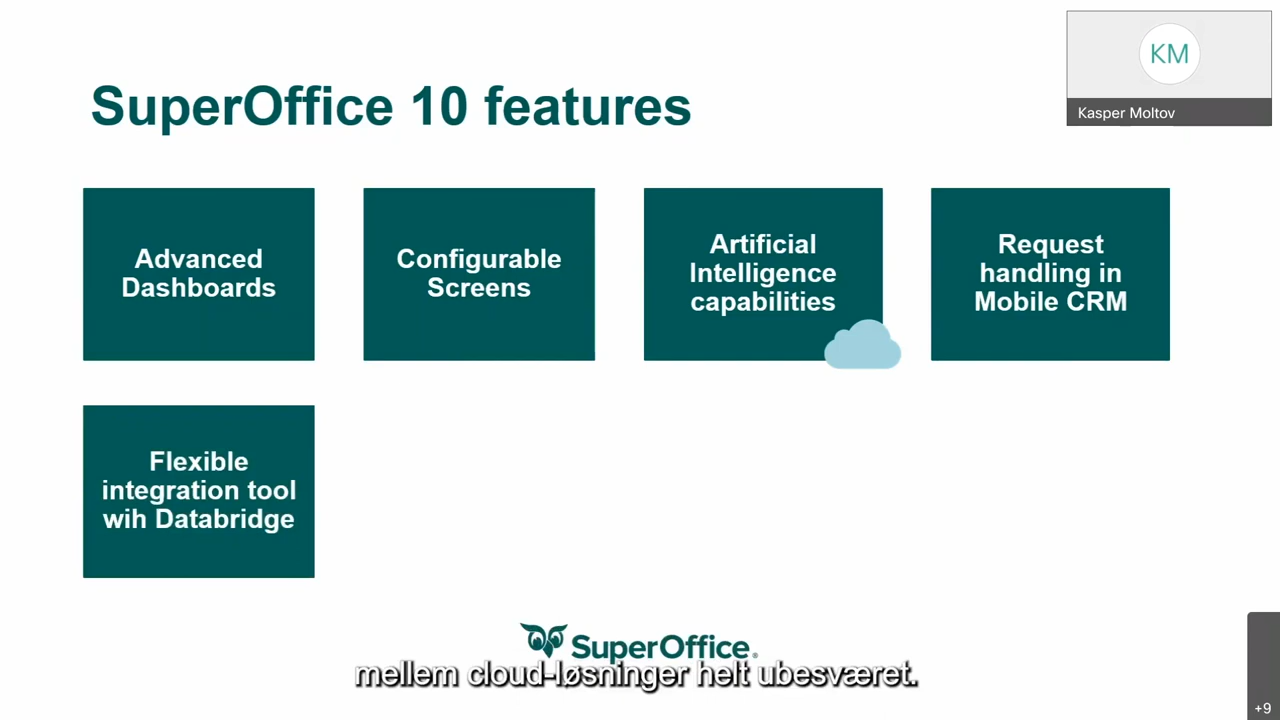 KM
Kasper Moltov
SuperOffice 10 features
Advanced
Dashboards
Configurable
Screens
Artificial
Intelligence
capabilities
Request
handling in
Mobile CRM
Flexible
integration tool
wih Databridge
SuperOffice®
mellem cloud-løsninger helt ubesværet.
+9